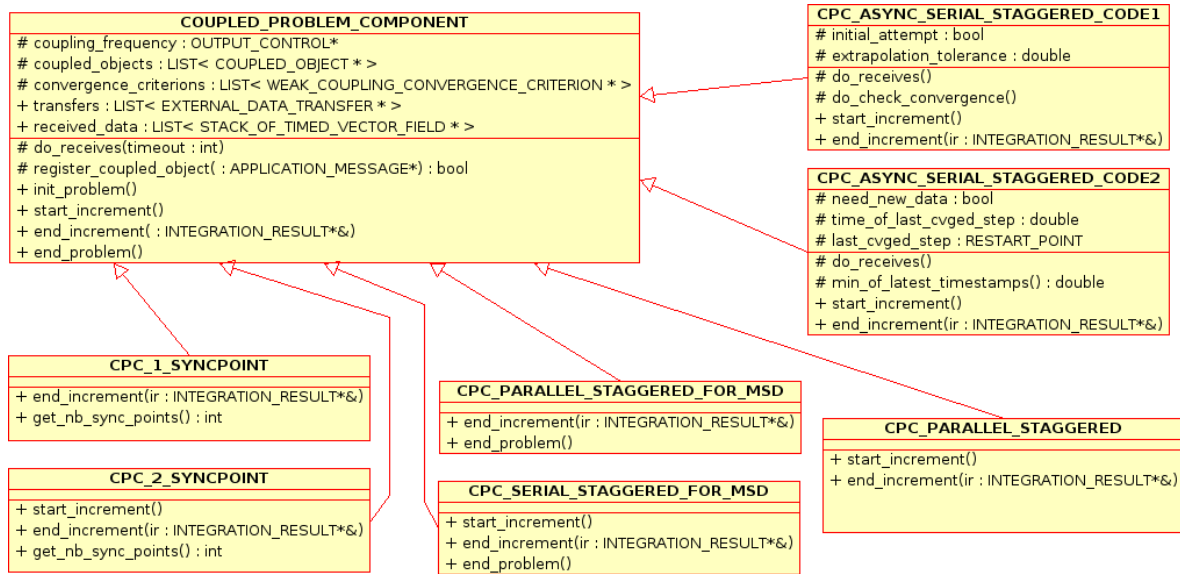 COUPLED_PROBLEM_COMPONENT
# coupling_frequency : OUTPUT_CONTROL*
# coupled_objects : LIST< COUPLED_OBJECT * >
# convergence_criterions : LIST< WEAK_COUPLING_CONVERGENCE_CRITERION * >
+ transfers : LIST< EXTERNAL_DATA_TRANSFER * >
+ received_data : LIST< STACK_OF_TIMED_VECTOR_FIELD * >
# do_receives(timeout : int)
# register_coupled_object( : APPLICATION_MESSAGE*) : bool
+ init_problem()
+ start_increment()
+ end_increment( : INTEGRATION_RESULT*&)
+ end_problem()
CPC_ASYNC_SERIAL_STAGGERED_CODE1
# initial_attempt : bool
# extrapolation_tolerance : double
# do_receives()
# do_check_convergence()
+ start_increment()
+ end_increment(ir : INTEGRATION_RESULT*&)
CPC_ASYNC_SERIAL_STAGGERED_CODE2
# need_new_data : bool
# time_of_last_cvged_step : double
# last_cvged_step : RESTART_POINT
# do_receives()
# min_of_latest_timestamps() : double
+ start_increment()
+ end_increment(ir : INTEGRATION_RESULT*&)
CPC_1_SYNCPOINT
+ end_increment(ir : INTEGRATION_RESULT*&)
+ get_nb_sync_points() : int
CPC_2_SYNCPOINT
+ start_increment()
+ end_increment(ir : INTEGRATION_RESULT*&)
+ get_nb_sync_points() : int
CPC_PARALLEL_STAGGERED_FOR_MSD
+ end_increment(ir : INTEGRATION_RESULT*&)
+ end_problem()
CPC_SERIAL_STAGGERED_FOR_MSD
+ start_increment()
+ end_increment(ir : INTEGRATION_RESULT*&)
+ end_problem()
CPC_PARALLEL_STAGGERED
+ start_increment()
+ end_increment(ir : INTEGRATION_RESULT*&)